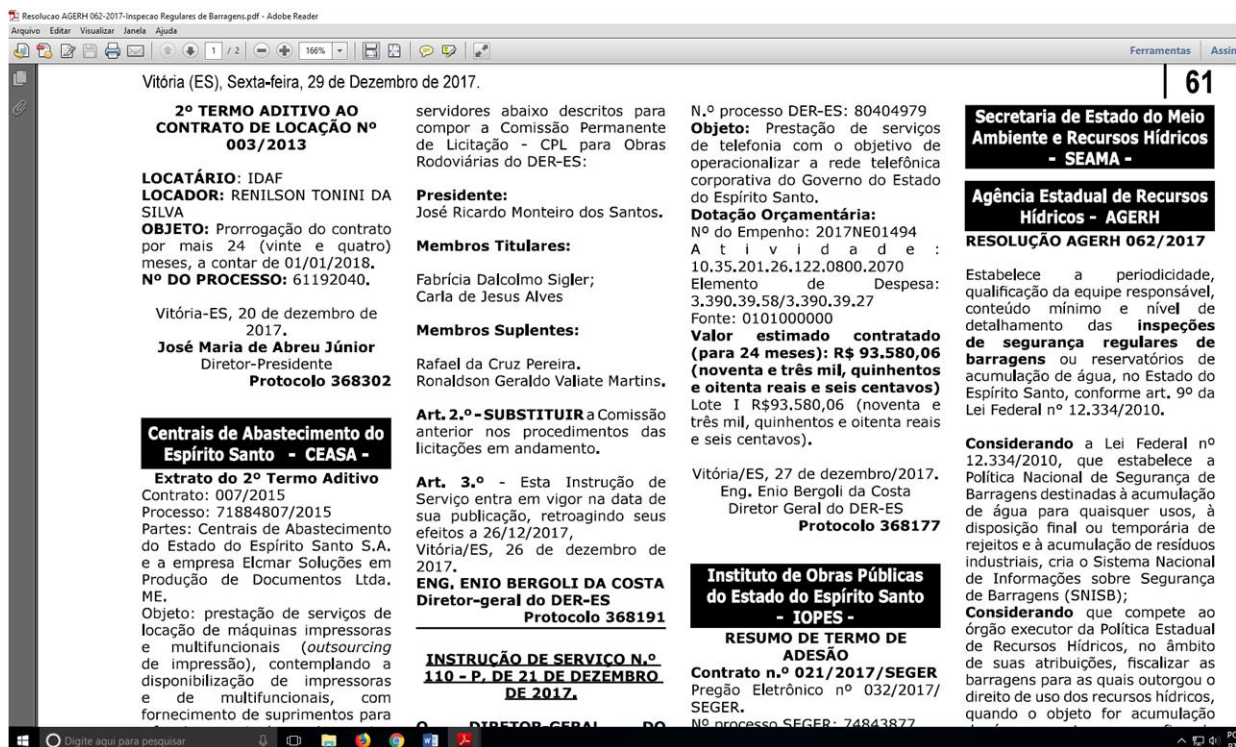 Resolucao AGERH 062-2017-Inspecao Regulares de Barragens.pdf - Adobe Reader
Arquivo Editar Visualizar Janela Ajuda
1 / 2 166% Ferramentas Assin
Vitória (ES), Sexta-feira, 29 de Dezembro de 2017.
61
2º TERMO ADITIVO AO
CONTRATO DE LOCAÇÃO Nº
003/2013
LOCATÁRIO: IDAF
LOCADOR: RENILSON TONINI DA
SILVA
OBJETO: Prorrogação do contrato
por mais 24 (vinte e quatro)
meses, a contar de 01/01/2018.
Nº DO PROCESSO: 61192040.
Vitória-ES, 20 de dezembro de
2017.
José Maria de Abreu Júnior
Diretor-Presidente
Protocolo 368302
Centrais de Abastecimento do
Espírito Santo - CEASA -
Extrato do 2º Termo Aditivo
Contrato: 007/2015
Processo: 71884807/2015
Partes: Centrais de Abastecimento
do Estado do Espírito Santo S.A.
e a empresa Elcmar Soluções em
Produção de Documentos Ltda.
ME.
Objeto: prestação de serviços de
locação de máquinas impressoras
e multifuncionais (outsourcing
de impressão), contemplando a
disponibilização de impressoras
e de multifuncionais, com
fornecimento de suprimentos para
servidores abaixo descritos para
compor a Comissão Permanente
de Licitação - CPL para Obras
Rodoviárias do DER-ES:
Presidente:
José Ricardo Monteiro dos Santos.
Membros Titulares:
Fabrícia Dalcolmo Sigler;
Carla de Jesus Alves
Membros Suplentes:
Rafael da Cruz Pereira.
Ronaldson Geraldo Valiate Martins.
Art. 2.º - SUBSTITUIR a Comissão
anterior nos procedimentos das
licitações em andamento.
Art. 3.º - Esta Instrução de
Serviço entra em vigor na data de
sua publicação, retroagindo seus
efeitos a 26/12/2017,
Vitória/ES, 26 de dezembro de
2017.
ENG. ENIO BERGOLI DA COSTA
Diretor-geral do DER-ES
Protocolo 368191
INSTRUÇÃO DE SERVIÇO N.º
110 - P, DE 21 DE DEZEMBRO
DE 2017.
O DIRETOR-GERAL DO
N.º processo DER-ES: 80404979
Objeto: Prestação de serviços
de telefonia com o objetivo de
operacionalizar a rede telefônica
corporativa do Governo do Estado
do Espírito Santo.
Dotação Orçamentária:
Nº do Empenho: 2017NE01494
A t i v i d a d e :
10.35.201.26.122.0800.2070
Elemento de Despesa:
3.390.39.58/3.390.39.27
Fonte: 0101000000
Valor estimado contratado
(para 24 meses): R$ 93.580,06
(noventa e três mil, quinhentos
e oitenta reais e seis centavos)
Lote I R$93.580,06 (noventa e
três mil, quinhentos e oitenta reais
e seis centavos).
Vitória/ES, 27 de dezembro/2017.
Eng. Enio Bergoli da Costa
Diretor Geral do DER-ES
Protocolo 368177
Instituto de Obras Públicas
do Estado do Espírito Santo
- IOPES -
RESUMO DE TERMO DE
ADESÃO
Contrato n.º 021/2017/SEGER
Pregão Eletrônico nº 032/2017/
SEGER.
Nº processo SEGER: 74843877
Secretaria de Estado do Meio
Ambiente e Recursos Hídricos
- SEAMA -
Agência Estadual de Recursos
Hídricos - AGERH
RESOLUÇÃO AGERH 062/2017
Estabelece a periodicidade,
qualificação da equipe responsável,
conteúdo mínimo e nível de
detalhamento das inspeções
de segurança regulares de
barragens ou reservatórios de
acumulação de água, no Estado do
Espírito Santo, conforme art. 9º da
Lei Federal nº 12.334/2010.
Considerando a Lei Federal nº
12.334/2010, que estabelece a
Política Nacional de Segurança de
Barragens destinadas à acumulação
de água para quaisquer usos, à
disposição final ou temporária de
rejeitos e à acumulação de resíduos
industriais, cria o Sistema Nacional
de Informações sobre Segurança
de Barragens (SNISB);
Considerando que compete ao
órgão executor da Política Estadual
de Recursos Hídricos, no âmbito
de suas atribuições, fiscalizar as
barragens para as quais outorgou o
direito de uso dos recursos hídricos,
quando o objeto for acumulação
Digite aqui para pesquisar